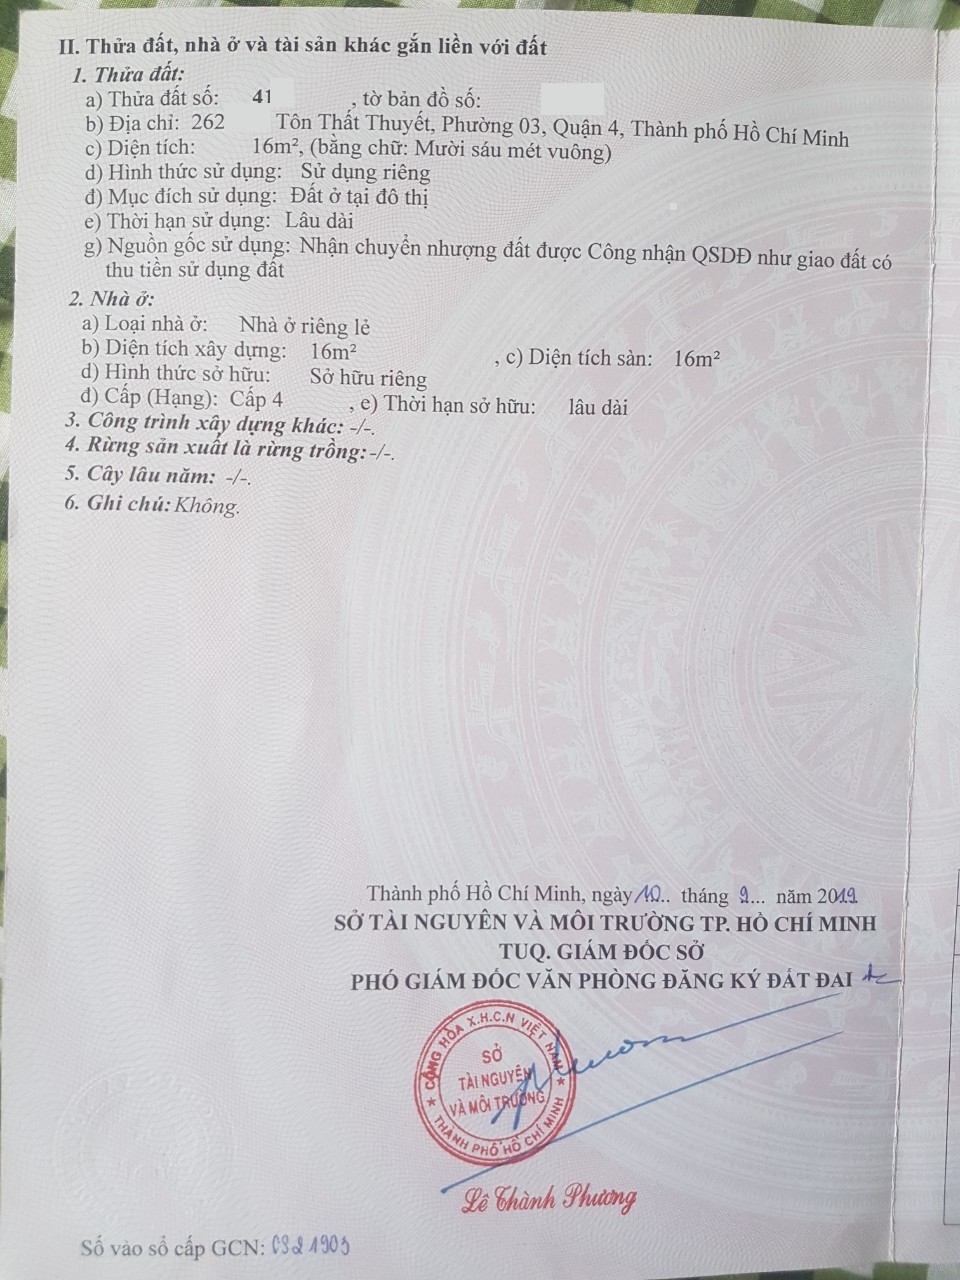 II. Thửa đất, nhà ở và tài sản khác gắn liền với đất
1. Thửa đất:
a) Thửa đất số: 41 , tờ bản đồ số:
b) Địa chỉ: 262 Tôn Thất Thuyết, Phường 03, Quận 4, Thành phố Hồ Chí Minh
c) Diện tích: 16m², (bằng chữ: Mười sáu mét vuông)
d) Hình thức sử dụng: Sử dụng riêng
đ) Mục đích sử dụng: Đất ở tại đô thị
e) Thời hạn sử dụng: Lâu dài
g) Nguồn gốc sử dụng: Nhận chuyển nhượng đất được Công nhận QSDĐ như giao đất có
thu tiền sử dụng đất
2. Nhà ở:
a) Loại nhà ở: Nhà ở riêng lẻ
b) Diện tích xây dựng: 16m² , c) Diện tích sàn: 16m²
d) Hình thức sở hữu: Sở hữu riêng
đ) Cấp (Hạng): Cấp 4 , e) Thời hạn sở hữu: lâu dài
3. Công trình xây dựng khác: -/-.
4. Rừng sản xuất là rừng trồng: -/-.
5. Cây lâu năm: -/-.
6. Ghi chú: Không.
Thành phố Hồ Chí Minh, ngày 10.. tháng 9... năm 2019
SỞ TÀI NGUYÊN VÀ MÔI TRƯỜNG TP. HỒ CHÍ MINH
TUQ. GIÁM ĐỐC SỞ
PHÓ GIÁM ĐỐC VĂN PHÒNG ĐĂNG KÝ ĐẤT ĐAI
CỘNG HÒA X.H.C.N VIỆT NAM
SỞ
TÀI NGUYÊN
VÀ MÔI TRƯỜNG
THÀNH PHỐ HỒ CHÍ MINH
Lê Thành Phương
Số vào sổ cấp GCN: CS21903